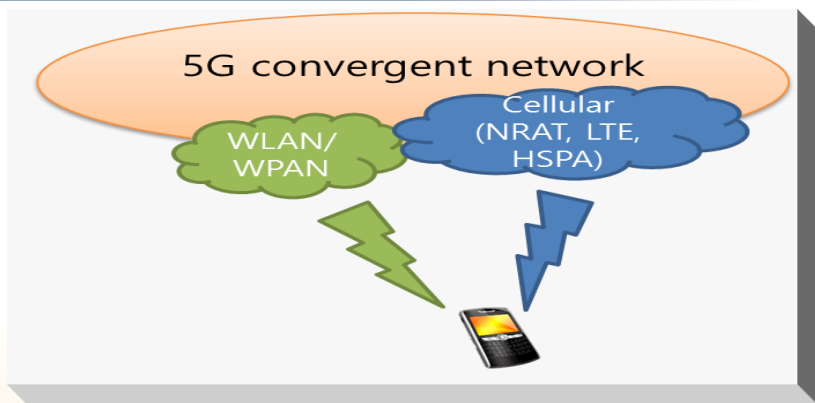 5G convergent network
WLAN/
WPAN
Cellular
(NRAT, LTE,
HSPA)